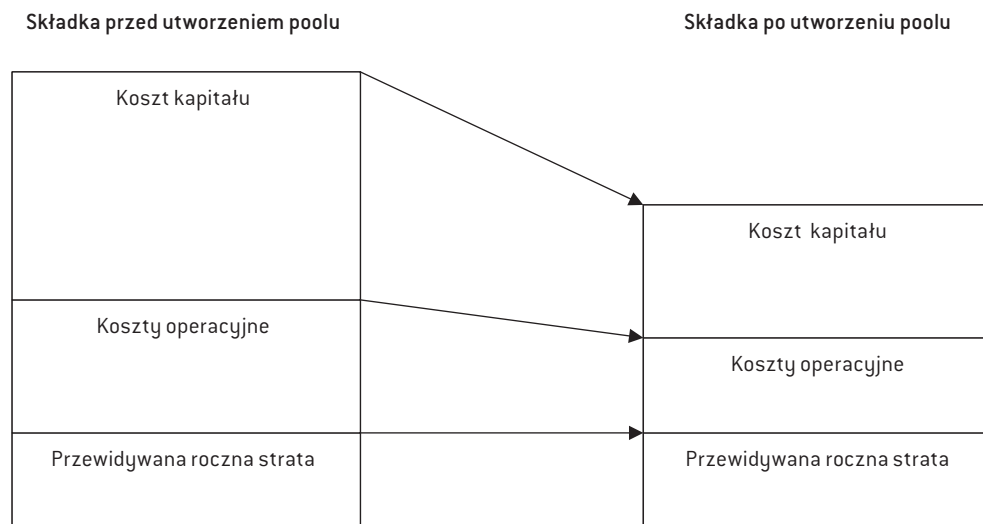 Składka przed utworzeniem poolu
Składka po utworzeniu poolu
Koszt kapitału
Koszt kapitału
Koszty operacyjne
Koszty operacyjne
Przewidywana roczna strata
Przewidywana roczna strata